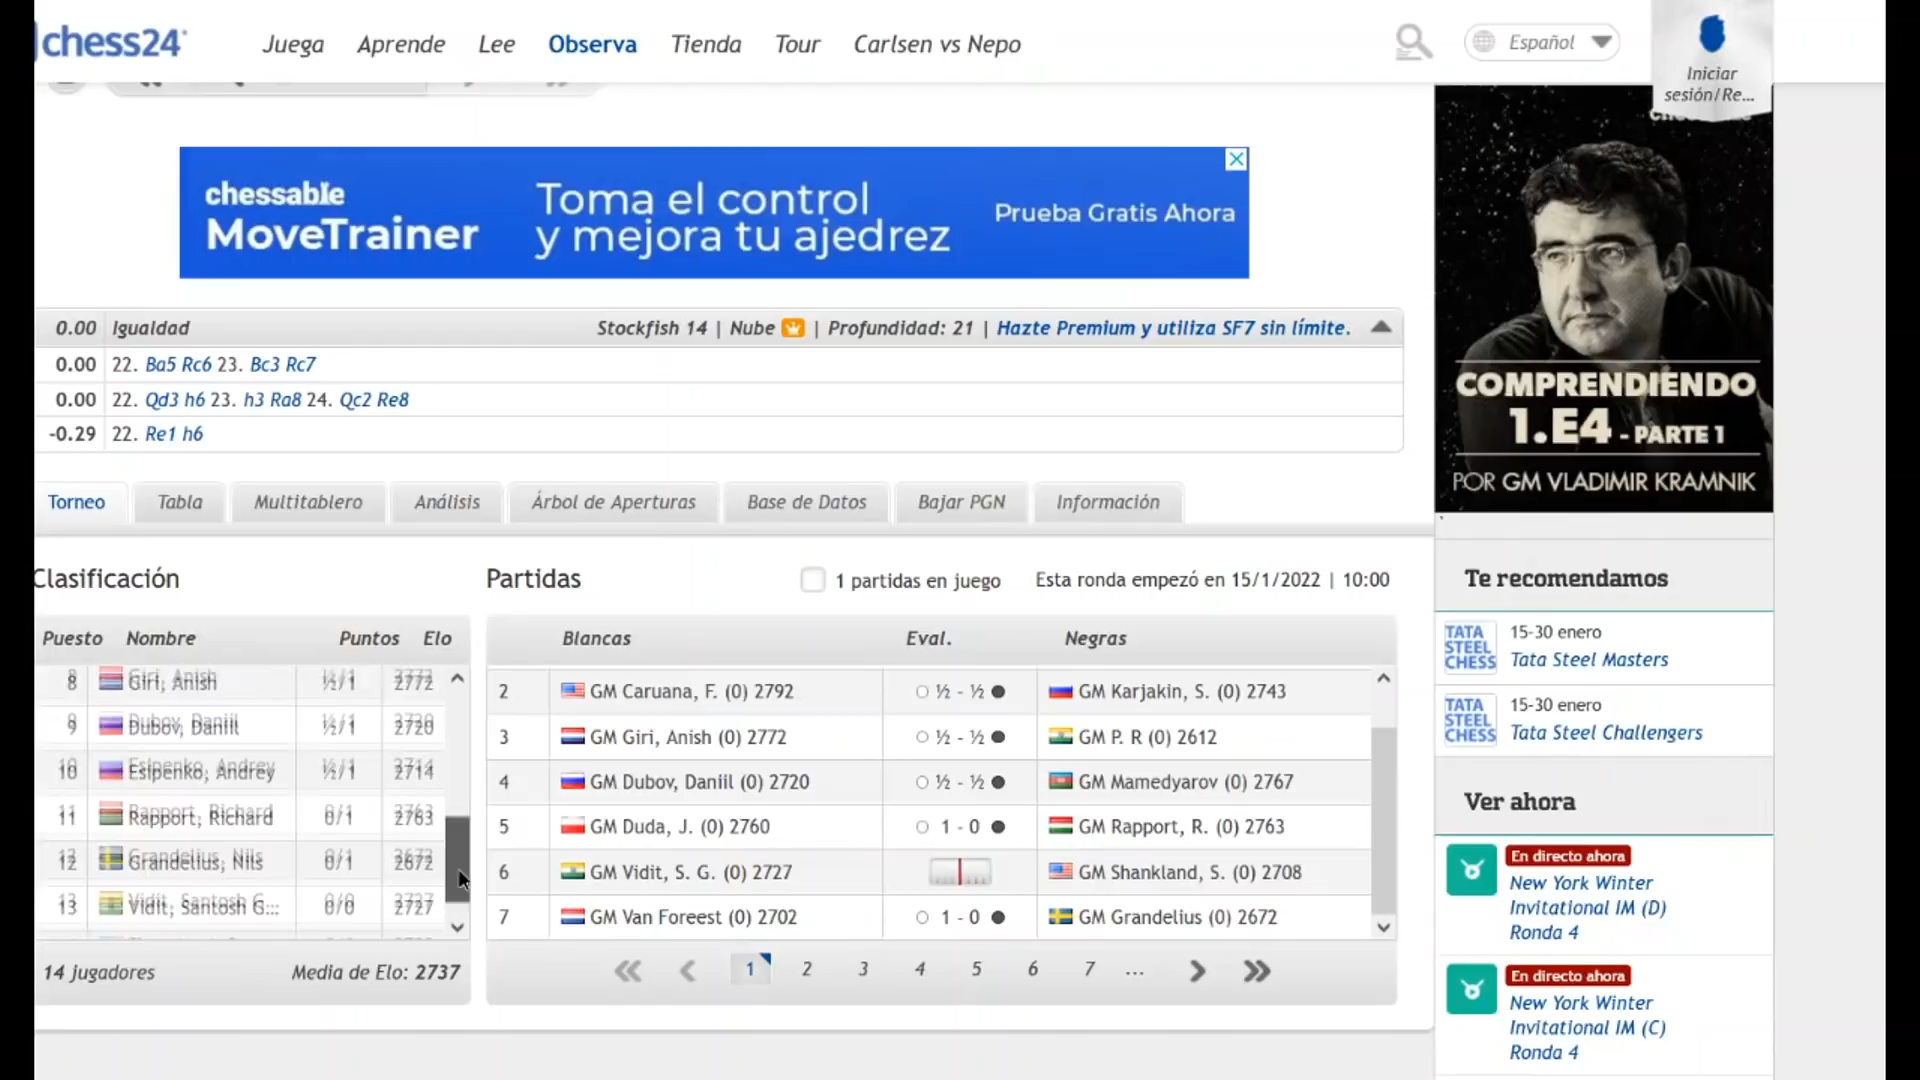 chess24
Juega Aprende Lee Observa Tienda Tour Carlsen vs Nepo
Español
Iniciar
sesión/Re...
chessable
MoveTrainer
Toma el control
y mejora tu ajedrez
Prueba Gratis Ahora
0.00 Igualdad Stockfish 14 | Nube | Profundidad: 21 | Hazte Premium y utiliza SF7 sin límite.
0.00 22. Ba5 Rc6 23. Bc3 Rc7
0.00 22. Qd3 h6 23. h3 Ra8 24. Qc2 Re8
-0.29 22. Re1 h6
Torneo Tabla Multitablero Análisis Árbol de Aperturas Base de Datos Bajar PGN Información
Clasificación
Puesto Nombre Puntos Elo
8 Giri, Anish ½/1 2772
9 Dubov, Daniil ½/1 2720
10 Esipenko, Andrey ½/1 2714
11 Rapport, Richard 0/1 2763
12 Grandelius, Nils 0/1 2672
13 Vidit, Santosh G... 0/0 2727
14 jugadores Media de Elo: 2737
Partidas 1 partidas en juego Esta ronda empezó en 15/1/2022 | 10:00
Blancas Eval. Negras
2 GM Caruana, F. (0) 2792 ½ - ½ GM Karjakin, S. (0) 2743
3 GM Giri, Anish (0) 2772 ½ - ½ GM P. R (0) 2612
4 GM Dubov, Daniil (0) 2720 ½ - ½ GM Mamedyarov (0) 2767
5 GM Duda, J. (0) 2760 1 - 0 GM Rapport, R. (0) 2763
6 GM Vidit, S. G. (0) 2727 GM Shankland, S. (0) 2708
7 GM Van Foreest (0) 2702 1 - 0 GM Grandelius (0) 2672
1 2 3 4 5 6 7 ...
COMPRENDIENDO
1.E4 - PARTE 1
POR GM VLADIMIR KRAMNIK
Te recomendamos
TATA
STEEL
CHESS
15-30 enero
Tata Steel Masters
TATA
STEEL
CHESS
15-30 enero
Tata Steel Challengers
Ver ahora
En directo ahora
New York Winter
Invitational IM (D)
Ronda 4
En directo ahora
New York Winter
Invitational IM (C)
Ronda 4